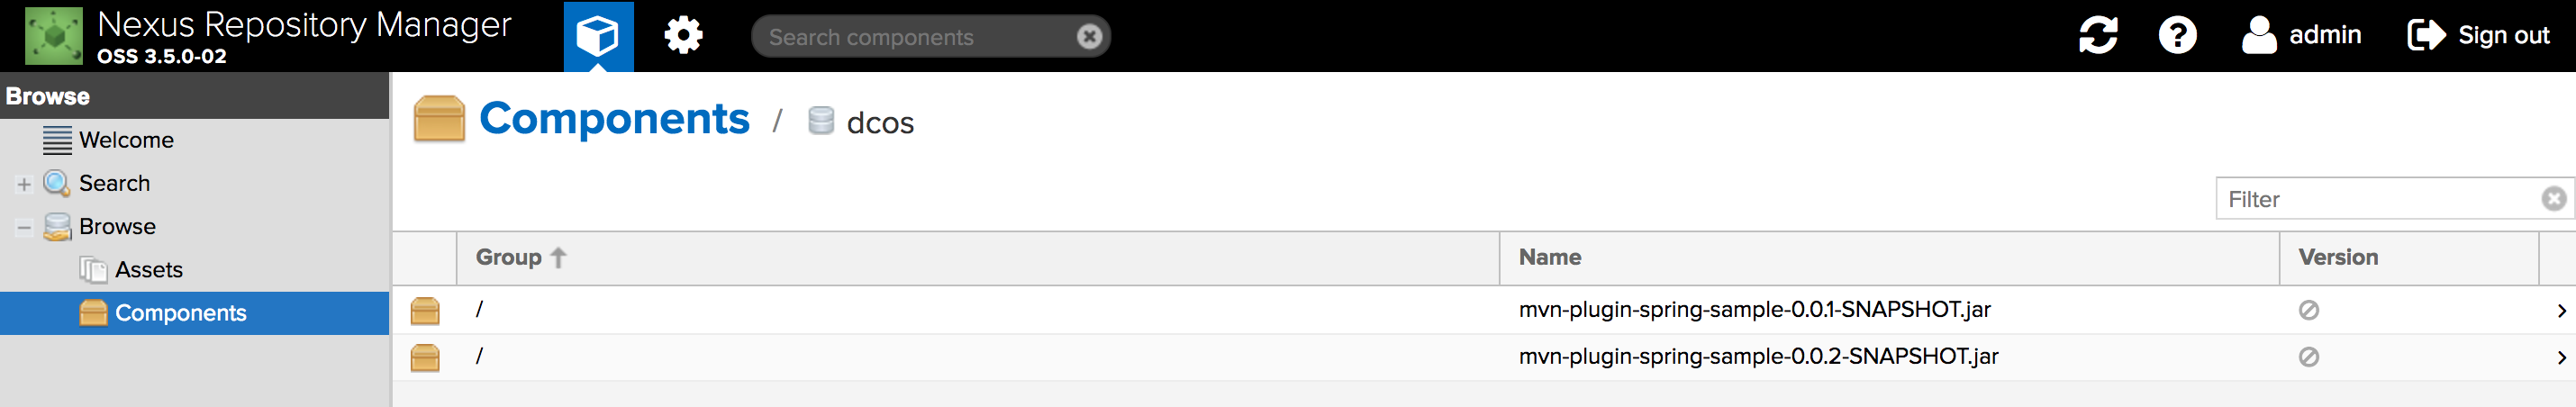 Nexus Repository Manager
OSS 3.5.0-02
Search components
admin
Sign out
Browse
Welcome
Search
Browse
Assets
Components
Components / dcos
Filter
Group Name Version
/ mvn-plugin-spring-sample-0.0.1-SNAPSHOT.jar
/ mvn-plugin-spring-sample-0.0.2-SNAPSHOT.jar